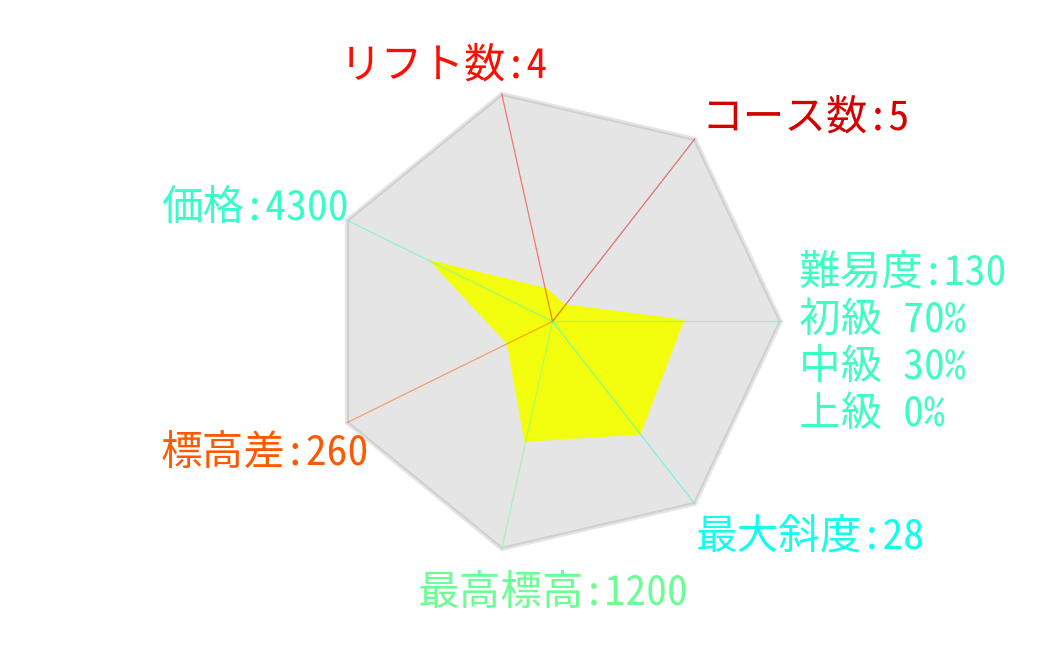 リフト数:4
コース数:5
価格:4300
難易度:130
初級 70%
中級 30%
上級 0%
標高差:260
最大斜度:28
最高標高:1200